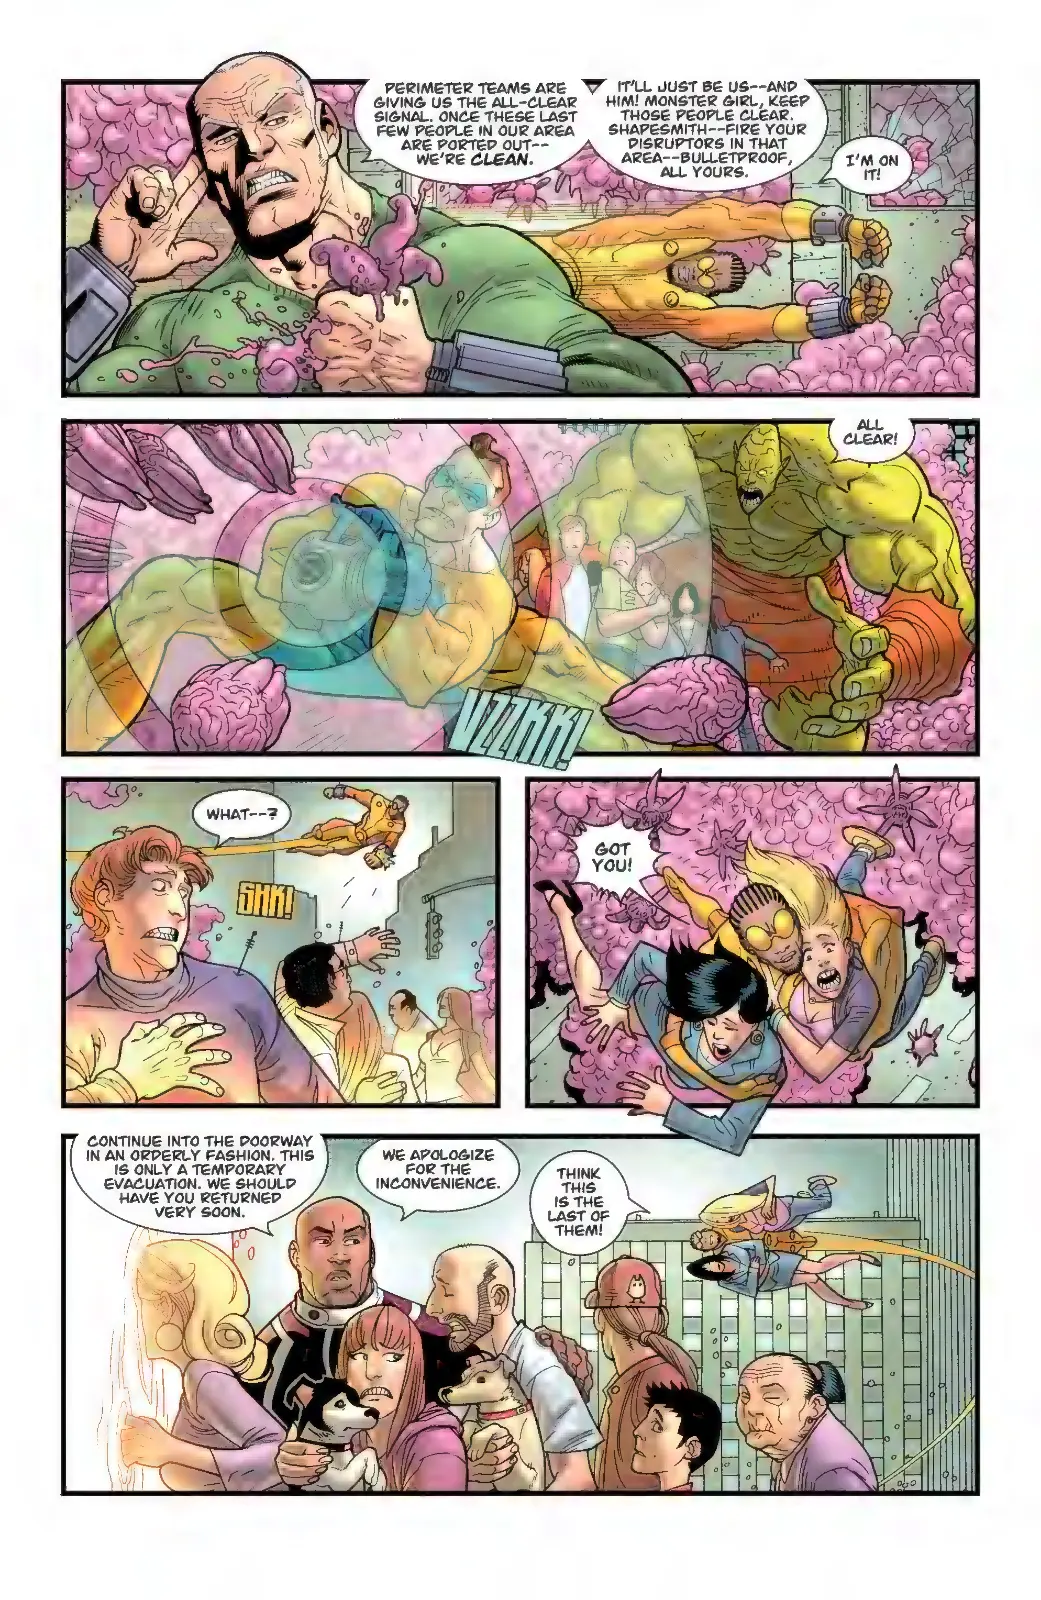 PERIMETER TEAMS ARE
GIVING US THE ALL-CLEAR
SIGNAL. ONCE THESE LAST
FEW PEOPLE IN OUR AREA
ARE PORTED OUT--
WE'RE CLEAN.
IT'LL JUST BE US--AND
HIM! MONSTER GIRL, KEEP
THOSE PEOPLE CLEAR.
SHAPESMITH--FIRE YOUR
DISRUPTORS IN THAT
AREA--BULLETPROOF,
ALL YOURS.
I'M ON
IT!
ALL
CLEAR!
VZZKK!
WHAT--?
SHK!
GOT
YOU!
CONTINUE INTO THE DOORWAY
IN AN ORDERLY FASHION. THIS
IS ONLY A TEMPORARY
EVACUATION. WE SHOULD
HAVE YOU RETURNED
VERY SOON.
WE APOLOGIZE
FOR THE
INCONVENIENCE.
THINK
THIS
IS THE
LAST OF
THEM!